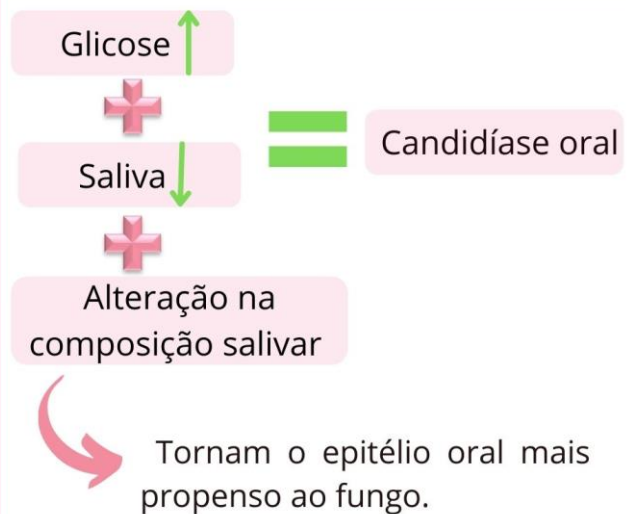 Glicose
Saliva
Candidíase oral
Alteração na
composição salivar
Tornam o epitélio oral mais
propenso ao fungo.